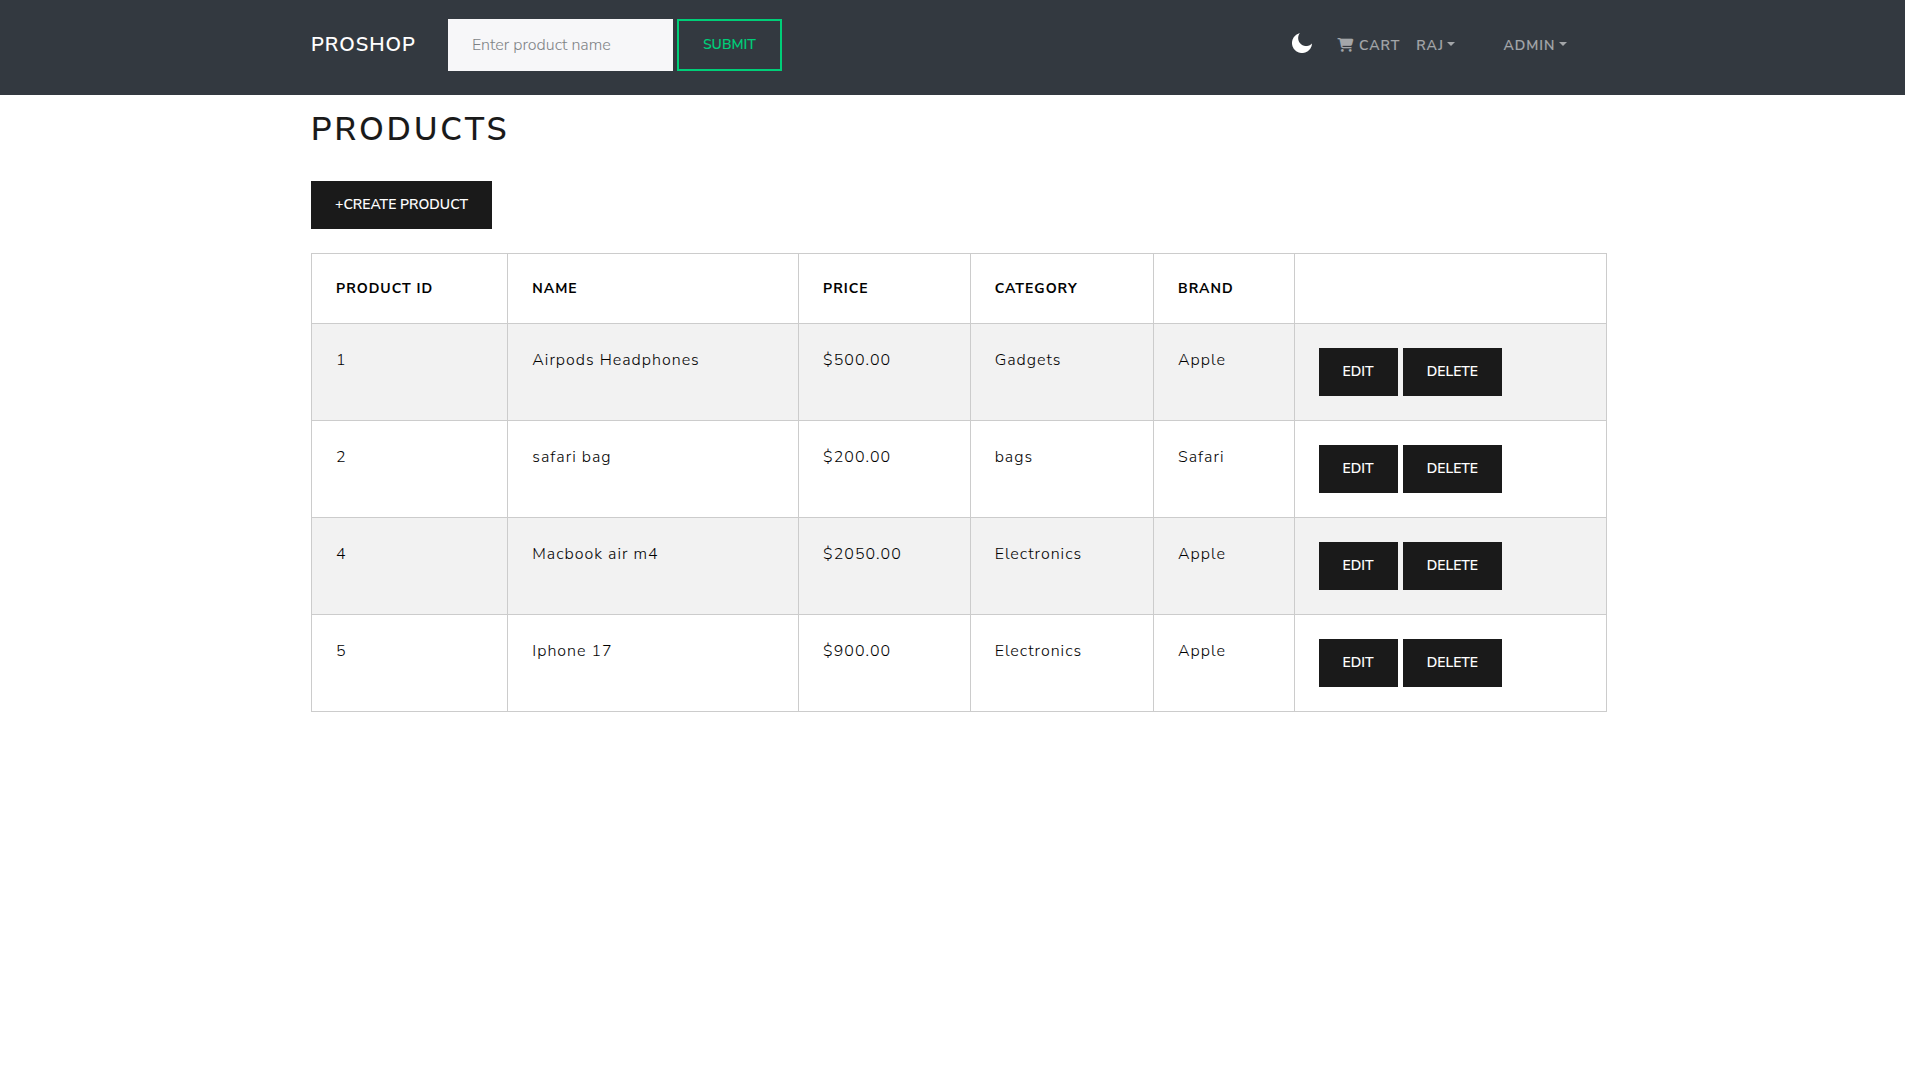 PROSHOP Enter product name SUBMIT CART RAJ ADMIN
PRODUCTS
+CREATE PRODUCT
PRODUCT ID NAME PRICE CATEGORY BRAND
1 Airpods Headphones $500.00 Gadgets Apple EDIT DELETE
2 safari bag $200.00 bags Safari EDIT DELETE
4 Macbook air m4 $2050.00 Electronics Apple EDIT DELETE
5 Iphone 17 $900.00 Electronics Apple EDIT DELETE